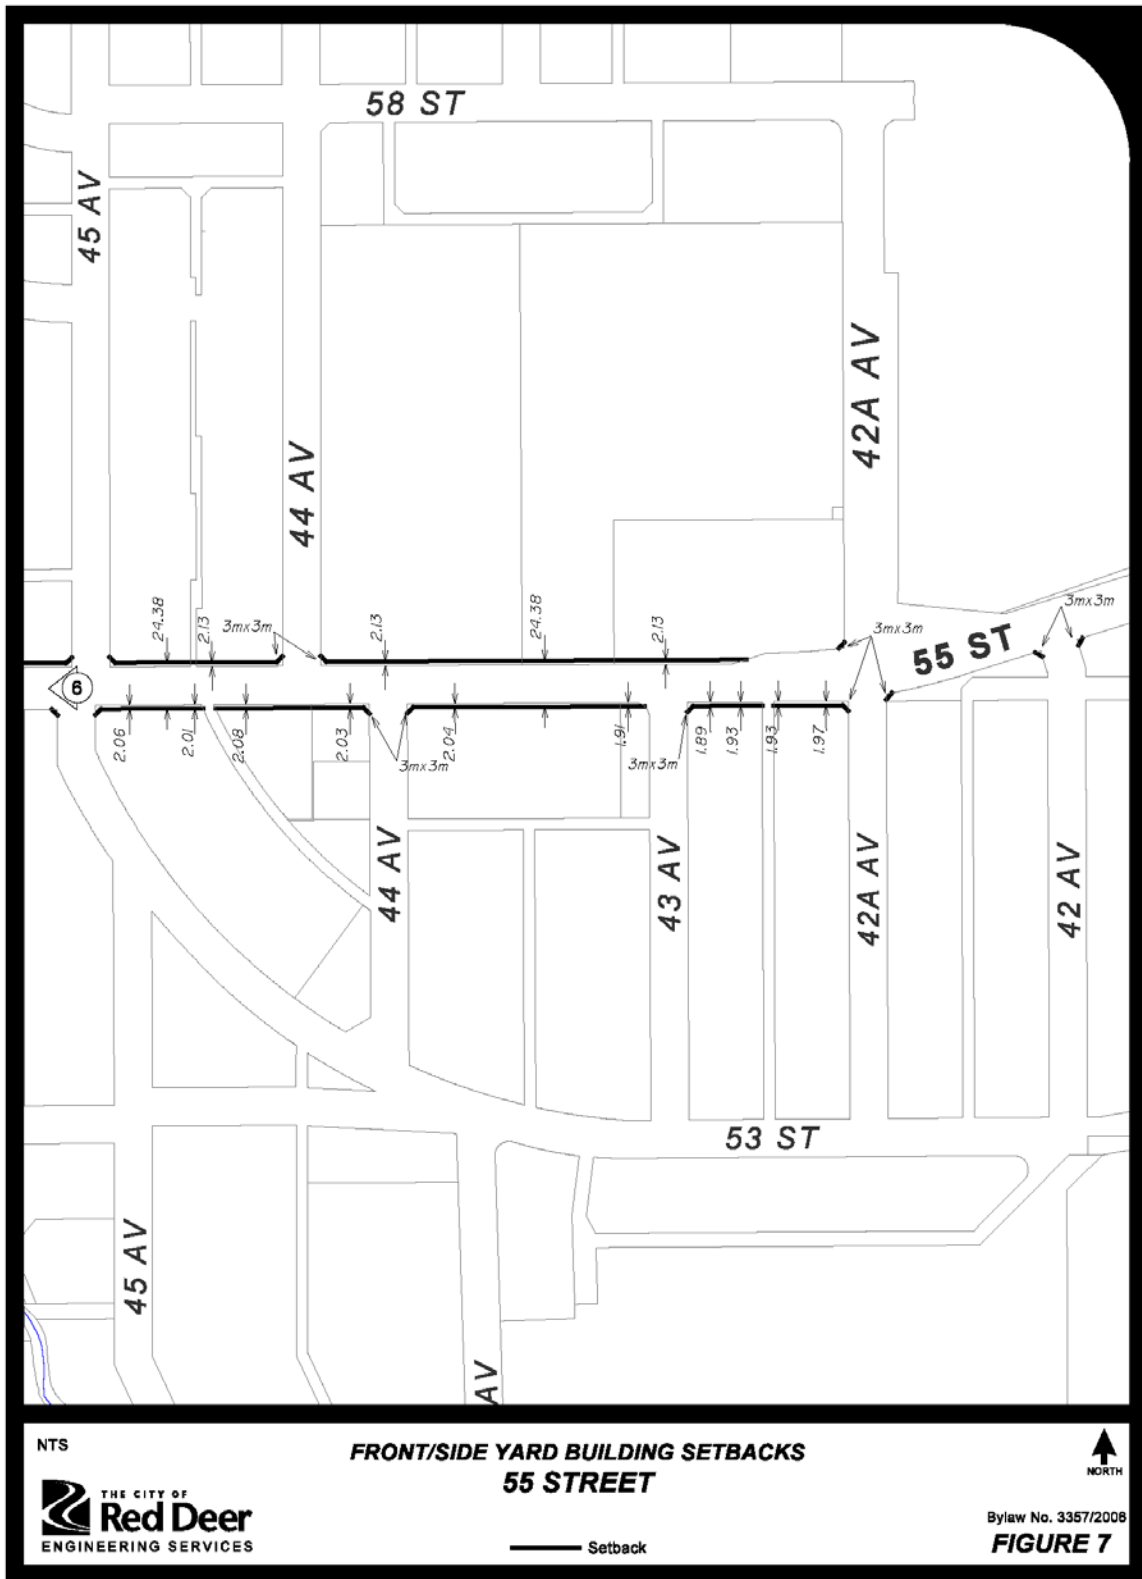 58 ST
45 AV
42A AV
44 AV
24.38
2.13
3mx3m
2.13
24.38
2.13
3mx3m
3mx3m
55 ST
6
2.06
2.01
2.08
2.03
3mx3m
2.04
1.91
3mx3m
1.89
1.93
1.93
1.97
44 AV
43 AV
42A AV
42 AV
53 ST
45 AV
AV
NTS
FRONT/SIDE YARD BUILDING SETBACKS
55 STREET
NORTH
THE CITY OF
Red Deer
ENGINEERING SERVICES
Setback
Bylaw No. 3357/2006
FIGURE 7